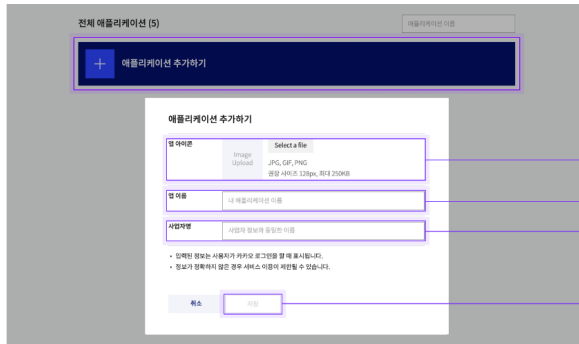 전체 애플리케이션 (5)
애플리케이션 이름
애플리케이션 추가하기
애플리케이션 추가하기
앱 아이콘
Image
Upload
Select a file
JPG, GIF, PNG
권장 사이즈 128px, 최대 250KB
앱 이름
내 애플리케이션 이름
사업자명
사업자 정보와 동일한 이름
• 입력된 정보는 사용자가 카카오 로그인을 할 때 표시됩니다.
• 정보가 정확하지 않은 경우 서비스 이용이 제한될 수 있습니다.
취소
저장